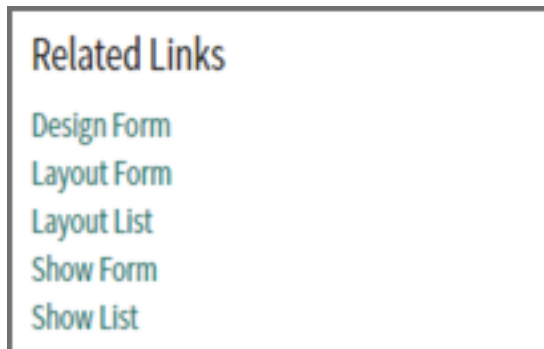 Related Links
Design Form
Layout Form
Layout List
Show Form
Show List